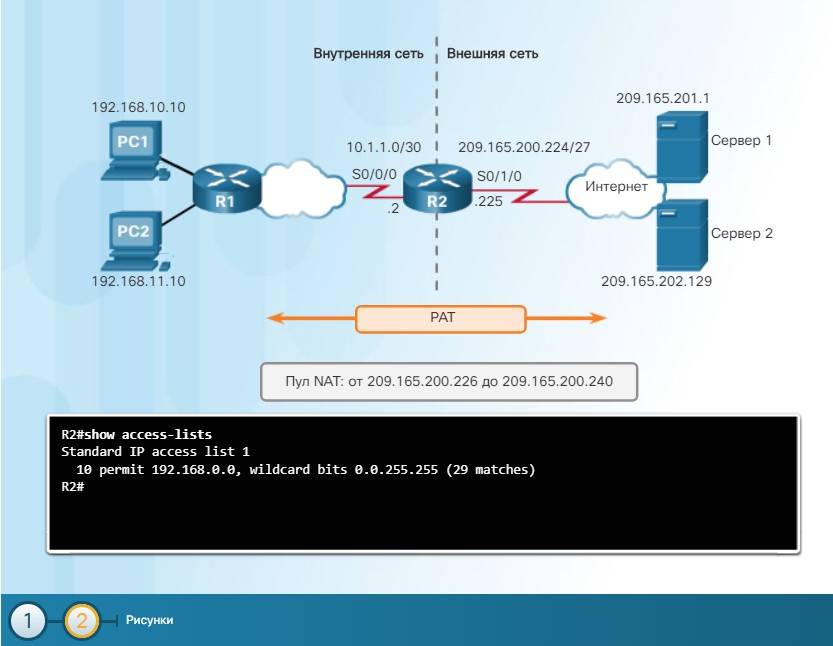 Внутренняя сеть
Внешняя сеть
192.168.10.10
209.165.201.1
PC1
Сервер 1
10.1.1.0/30
209.165.200.224/27
S0/0/0
S0/1/0
Интернет
R1
R2
.2
.225
PC2
Сервер 2
192.168.11.10
209.165.202.129
PAT
Пул NAT: от 209.165.200.226 до 209.165.200.240
R2#show access-lists
Standard IP access list 1
10 permit 192.168.0.0, wildcard bits 0.0.255.255 (29 matches)
R2#
1
2
Рисунки